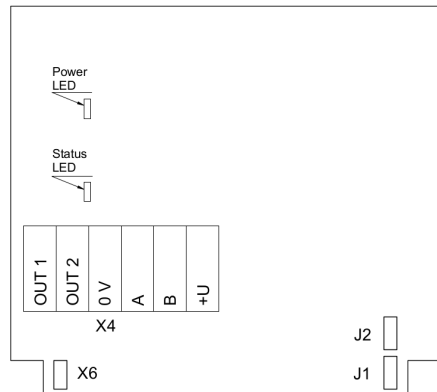 Power
LED
Status
LED
OUT 1
OUT 2
0 V
A
B
+U
X4
J2
X6
J1